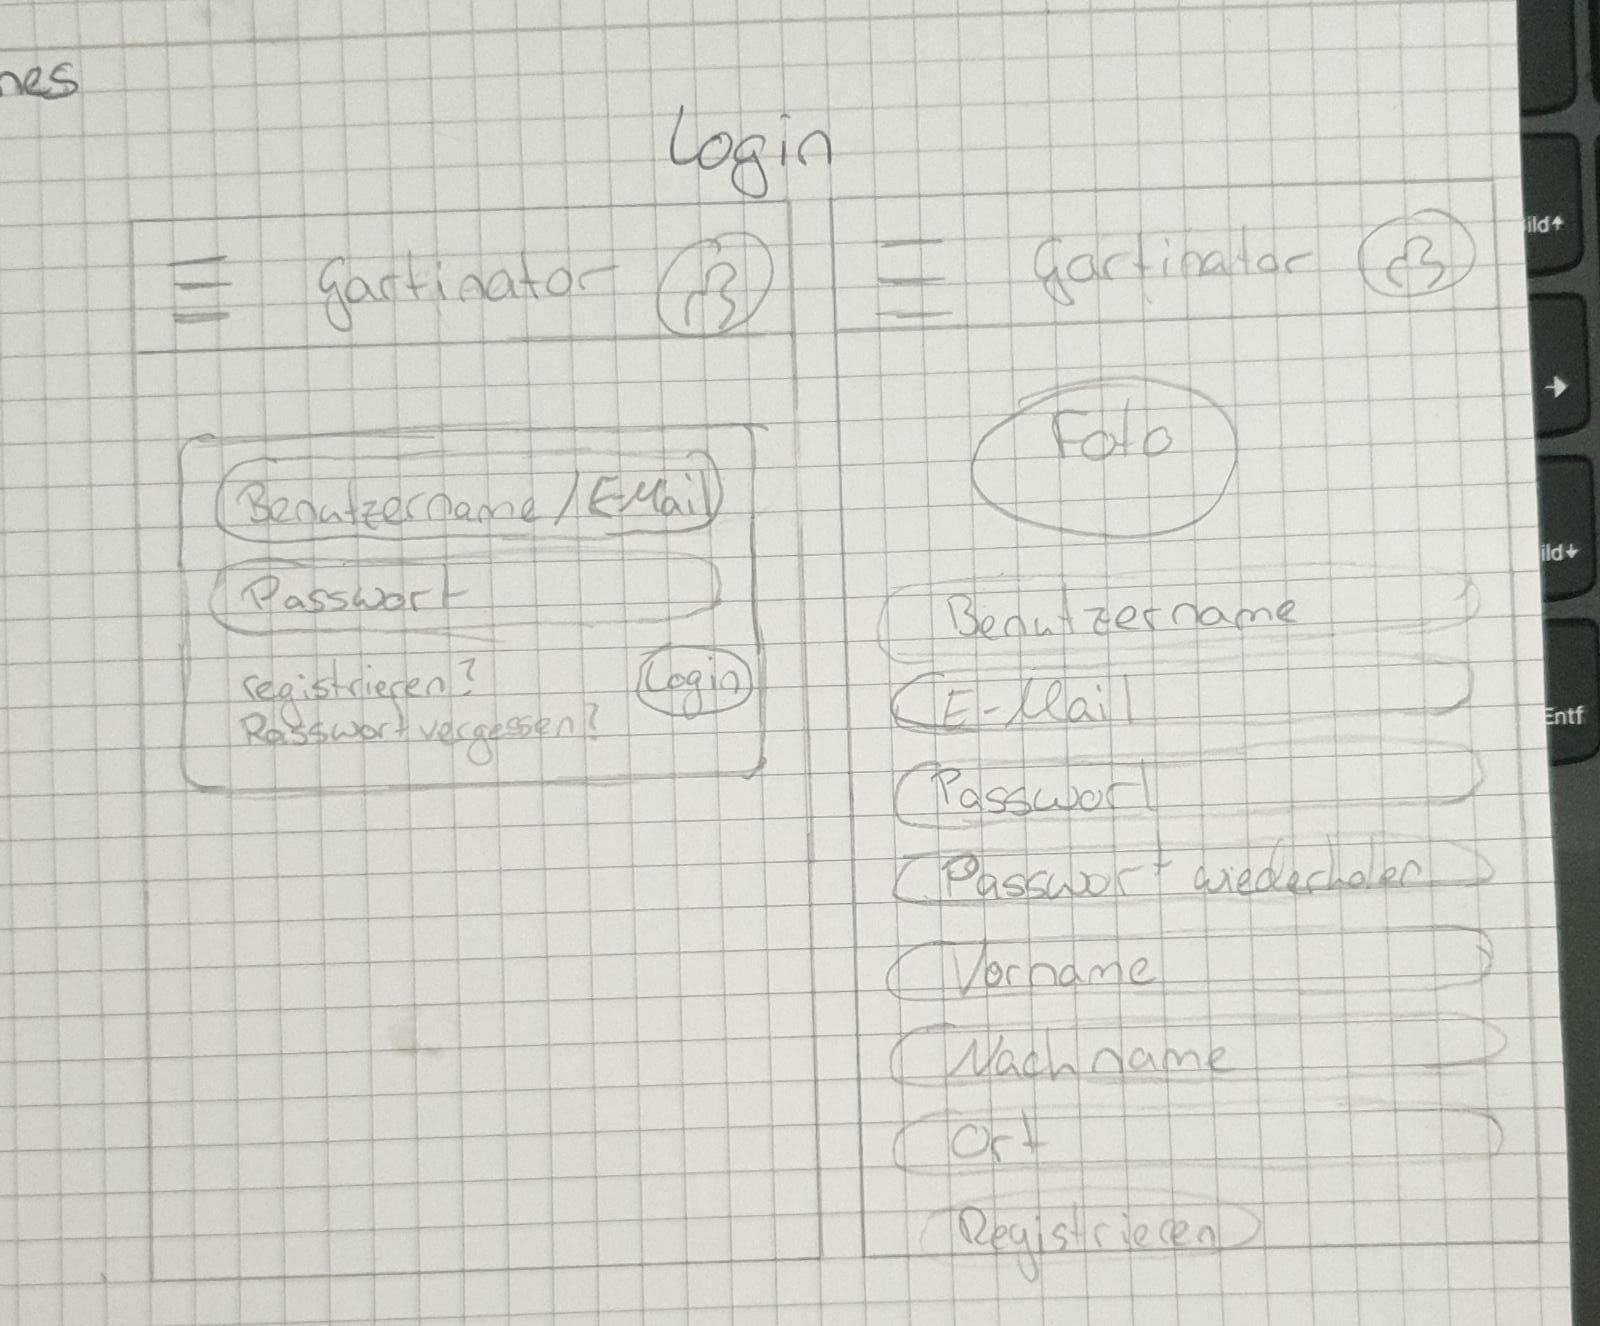 nes
Login
gartinator
Benutzername / E-Mail
Passwort
registrieren?
Login
Passwort vergessen?
gartinator
Foto
Benutzername
E-Mail
Passwort
Passwort wiederholen
Vorname
Nachname
Ort
Registrieren
ild↑
→
ild↓
Entf